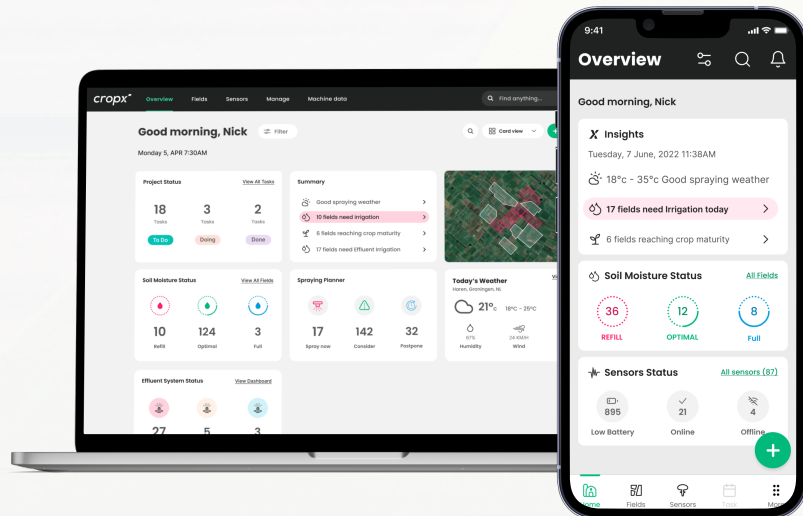 cropx
Overview
Fields
Sensors
Manage
Machine data
Find anything...
Good morning, Nick
Filter
Card view
+
Monday 5, APR 7:30AM
Project Status
View All Tasks
18
3
2
Tasks
Tasks
Tasks
To Do
Doing
Done
Summary
Good spraying weather
10 fields need irrigation
6 fields reaching crop maturity
17 fields need Effluent Irrigation
Soil Moisture Status
View All Fields
10
124
3
Refill
Optimal
Full
Spraying Planner
17
142
32
Spray now
Consider
Postpone
Today's Weather
Haren, Groningen, NL
21°c
18°C - 25°C
97%
24 KM/H
Humidity
Wind
Effluent System Status
View Dashboard
27
5
3
9:41
Overview
Good morning, Nick
X Insights
Tuesday, 7 June, 2022 11:38AM
18°c - 35°c Good spraying weather
17 fields need Irrigation today
6 fields reaching crop maturity
Soil Moisture Status
All Fields
36
12
8
REFILL
OPTIMAL
Full
Sensors Status
All sensors (87)
895
21
4
Low Battery
Online
Offline
+
Home
Fields
Sensors
Task
More